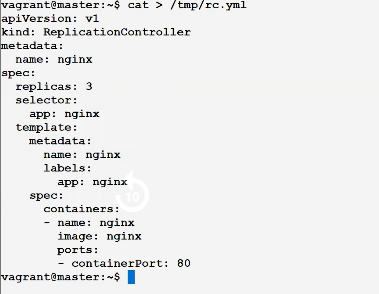 vagrant@master:~$ cat > /tmp/rc.yml
apiVersion: v1
kind: ReplicationController
metadata:
  name: nginx
spec:
  replicas: 3
  selector:
    app: nginx
  template:
    metadata:
      name: nginx
      labels:
        app: nginx
    spec:
      containers:
      - name: nginx
        image: nginx
        ports:
        - containerPort: 80
vagrant@master:~$
10